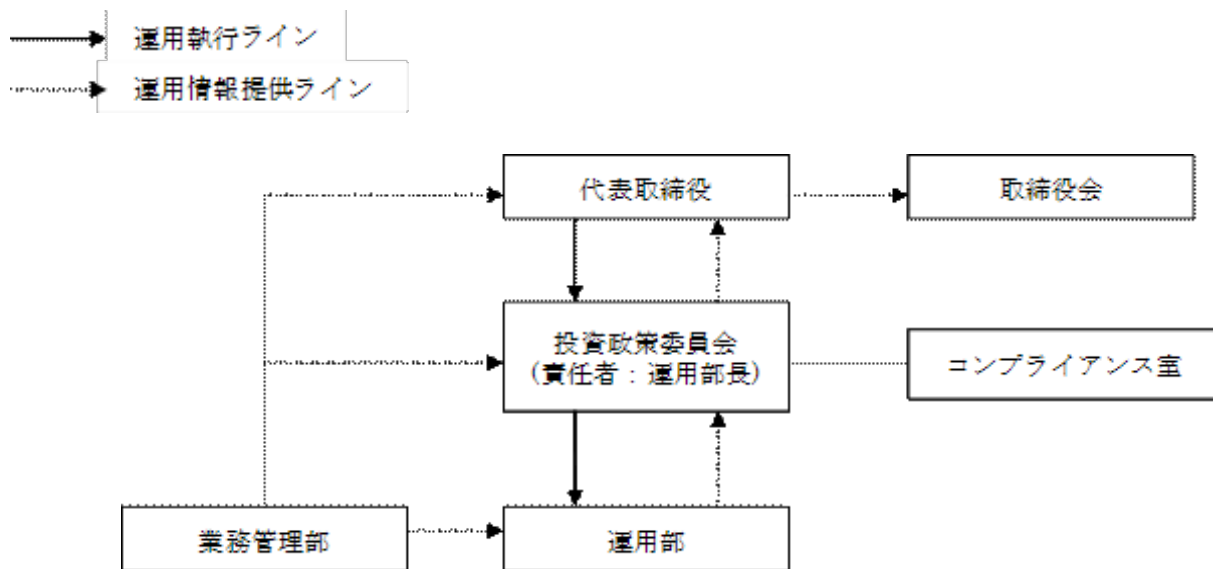 運用執行ライン
運用情報提供ライン
代表取締役
取締役会
投資政策委員会
(責任者：運用部長)
コンプライアンス室
業務管理部
運用部